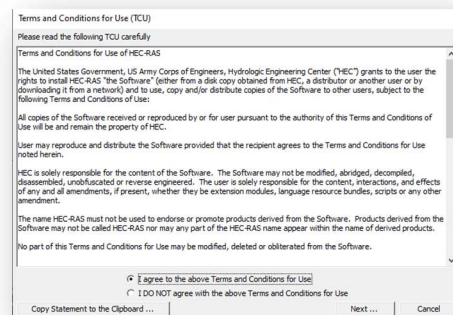 Terms and Conditions for Use (TCU)
Please read the following TCU carefully
Terms and Conditions for Use of HEC-RAS
The United States Government, US Army Corps of Engineers, Hydrologic Engineering Center ("HEC") grants to the user the
rights to install HEC-RAS "the Software" (either from a disk copy obtained from HEC, a distributor or another user or by
downloading it from a network) and to use, copy and/or distribute copies of the Software to other users, subject to the
following Terms and Conditions of Use:
All copies of the Software received or reproduced by or for user pursuant to the authority of this Terms and Conditions of
Use will be and remain the property of HEC.
User may reproduce and distribute the Software provided that the recipient agrees to the Terms and Conditions of Use
noted herein.
HEC is solely responsible for the content of the Software. The Software may not be modified, abridged, decompiled,
disassembled, unobfuscated or reverse engineered. The user is solely responsible for the content, interactions, and effects
of any and all amendments, if present, whether they be extension modules, language resource bundles, scripts or any other
amendment.
The name HEC-RAS must not be used to endorse or promote products derived from the Software. Products derived from the
Software may not be called HEC-RAS nor may any part of the HEC-RAS name appear within the name of derived products.
No part of this Terms and Conditions for Use may be modified, deleted or obliterated from the Software.
I agree to the above Terms and Conditions for Use
I DO NOT agree with the above Terms and Conditions for Use
Copy Statement to the Clipboard ...
Next ...
Cancel